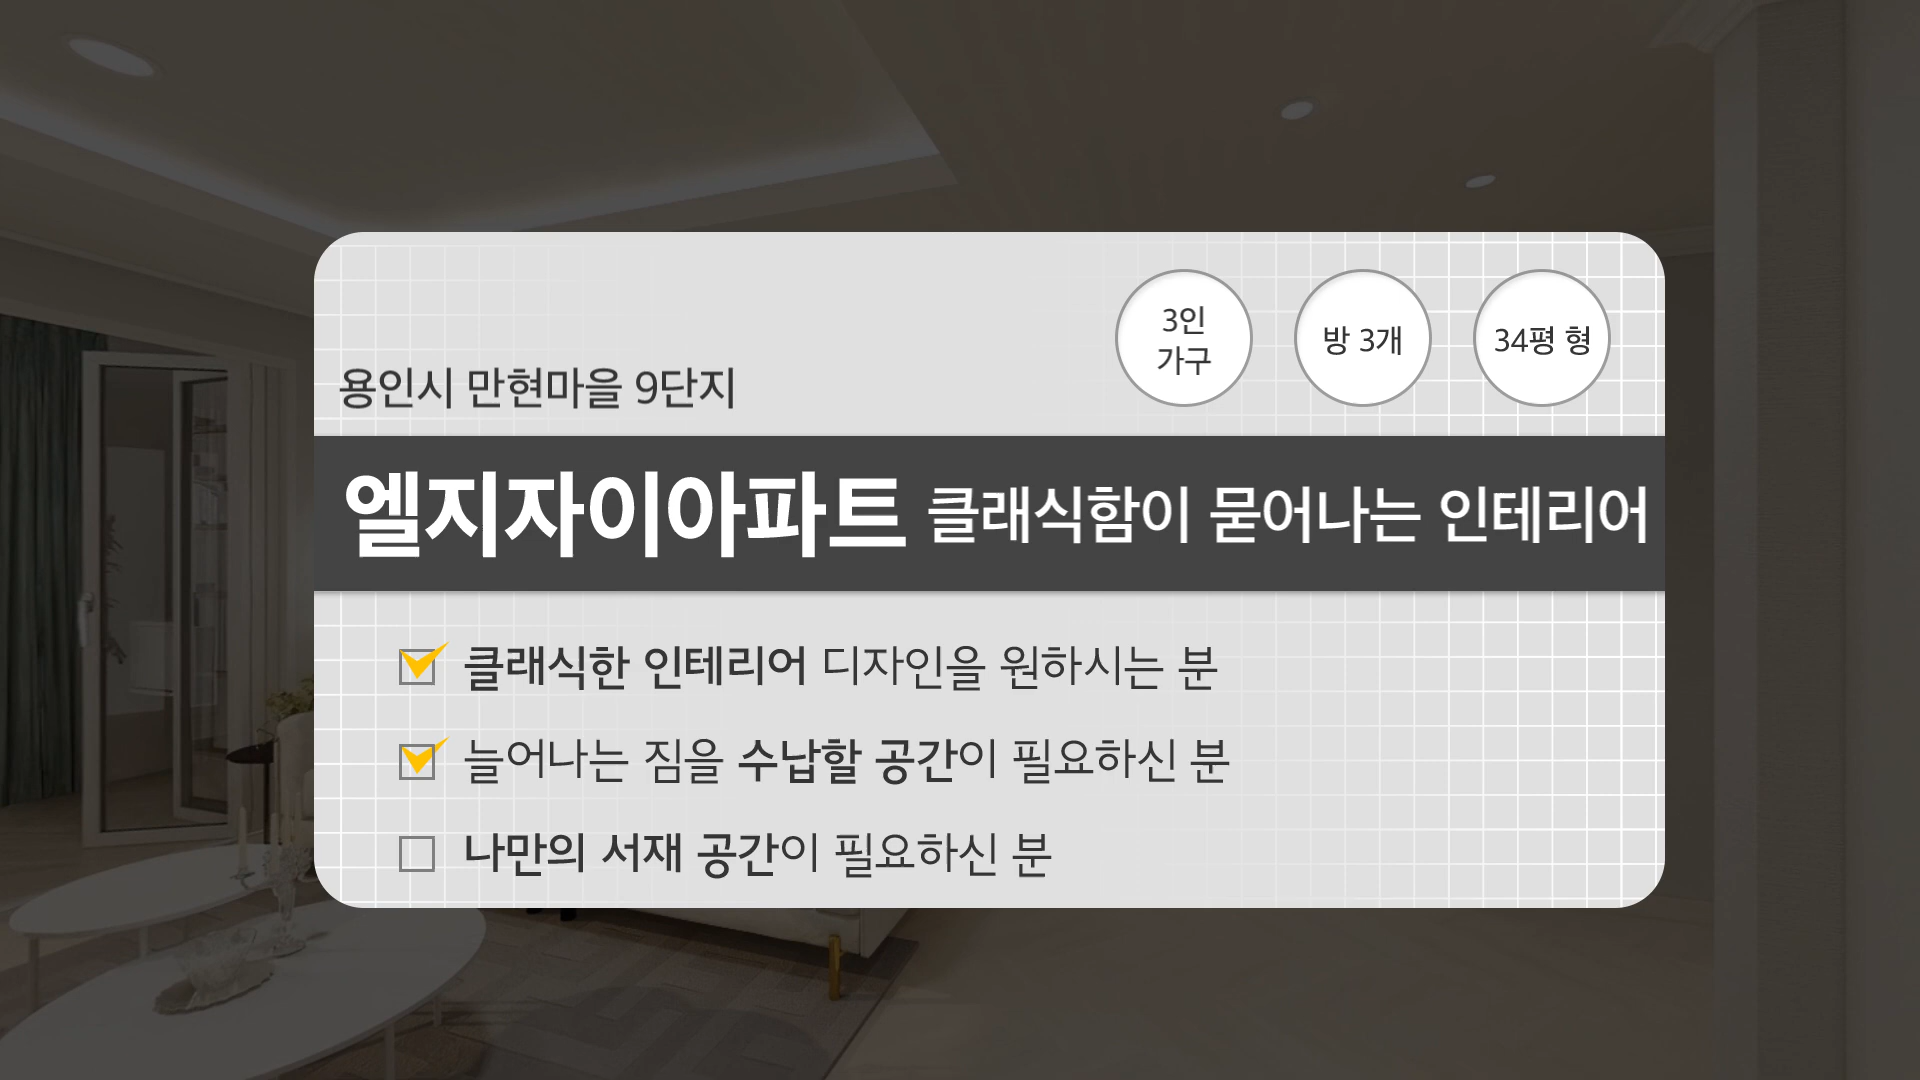 3인
가구
방 3개
34평 형
용인시 만현마을 9단지
엘지자이아파트 클래식함이 묻어나는 인테리어
클래식한 인테리어 디자인을 원하시는 분
늘어나는 짐을 수납할 공간이 필요하신 분
나만의 서재 공간이 필요하신 분